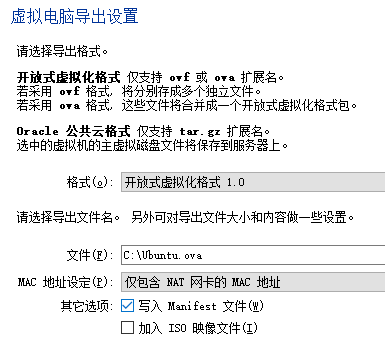 虚拟电脑导出设置
请选择导出格式。
开放式虚拟化格式 仅支持 ovf 或 ova 扩展名。
若采用 ovf 格式, 将分别存成多个独立文件。
若采用 ova 格式, 这些文件将合并成一个开放式虚拟化格式包。
Oracle 公共云格式 仅支持 tar.gz 扩展名。
选中的虚拟机的主虚拟磁盘文件将保存到服务器上。
格式(o): 开放式虚拟化格式 1.0
请选择导出文件名。 另外可对导出文件大小和内容做一些设置。
文件(F): C:\Ubuntu.ova
MAC 地址设定(P): 仅包含 NAT 网卡的 MAC 地址
其它选项: 写入 Manifest 文件(W)
加入 ISO 映像文件(I)